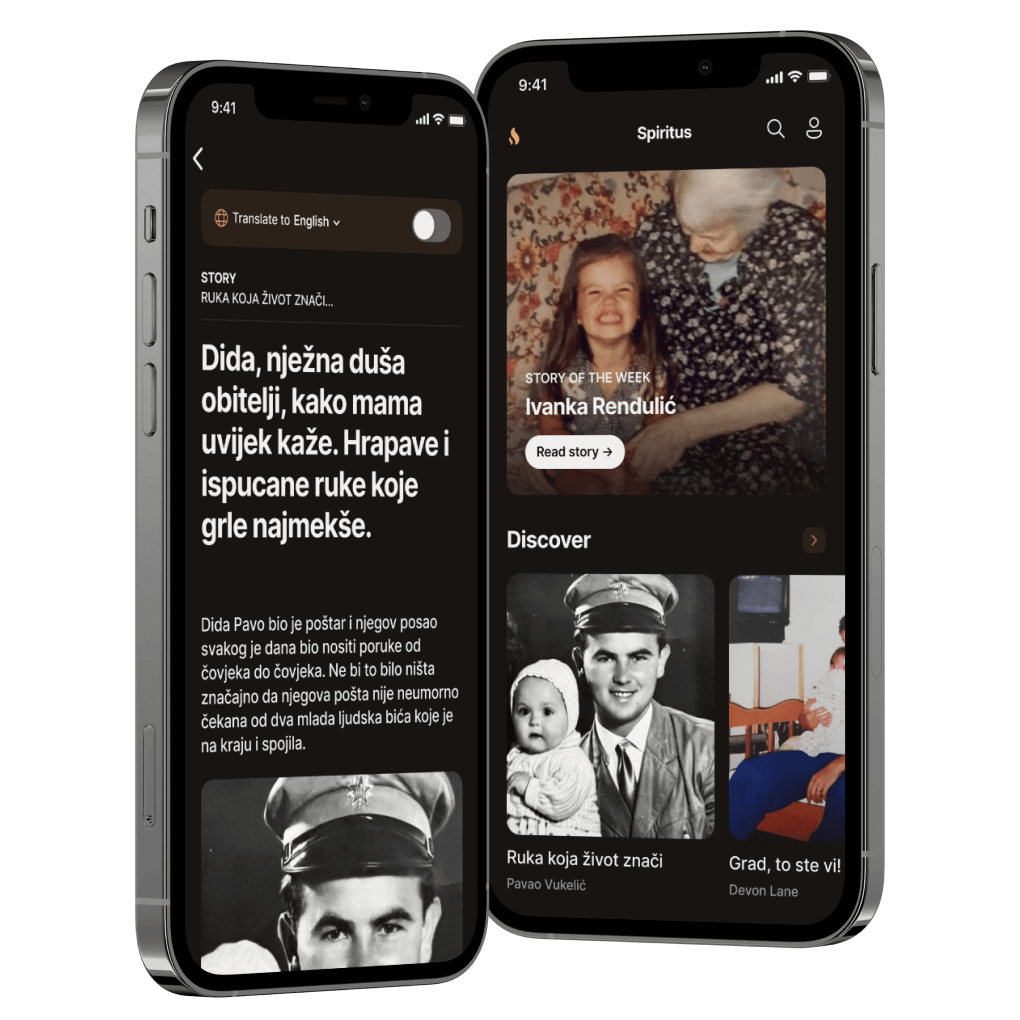 9:41
Translate to English
STORY
RUKA KOJA ŽIVOT ZNAČI...
Dida, nježna duša
obitelji, kako mama
uvijek kaže. Hrapave i
ispucane ruke koje
grle najmekše.
Dida Pavo bio je poštar i njegov posao
svakog je dana bio nositi poruke od
čovjeka do čovjeka. Ne bi to bilo ništa
značajno da njegova pošta nije neumorno
čekana od dva mlada ljudska bića koje je
na kraju i spojila.
9:41
Spiritus
STORY OF THE WEEK
Ivanka Rendulić
Read story →
Discover
Ruka koja život znači
Pavao Vukelić
Grad, to ste vi!
Devon Lane